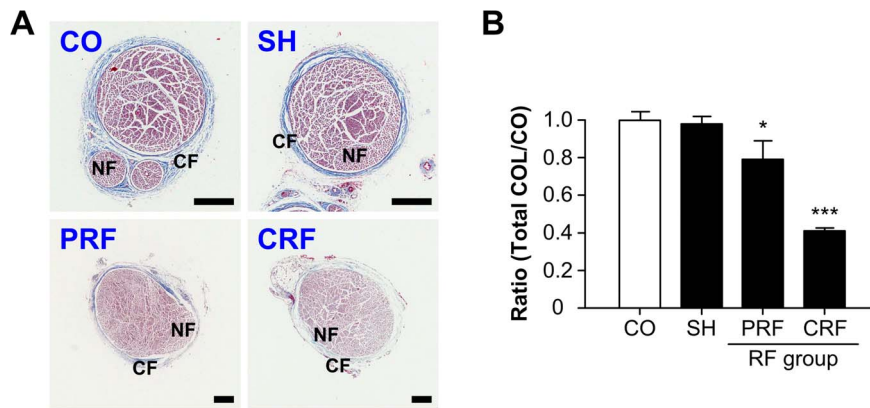 A
CO
SH
CF
NF
CF
NF
PRF
CRF
NF
CF
NF
CF
B
Ratio (Total COL/CO)
1.0
0.8
0.6
0.4
0.2
0
*
***
CO
SH
PRF
CRF
RF group